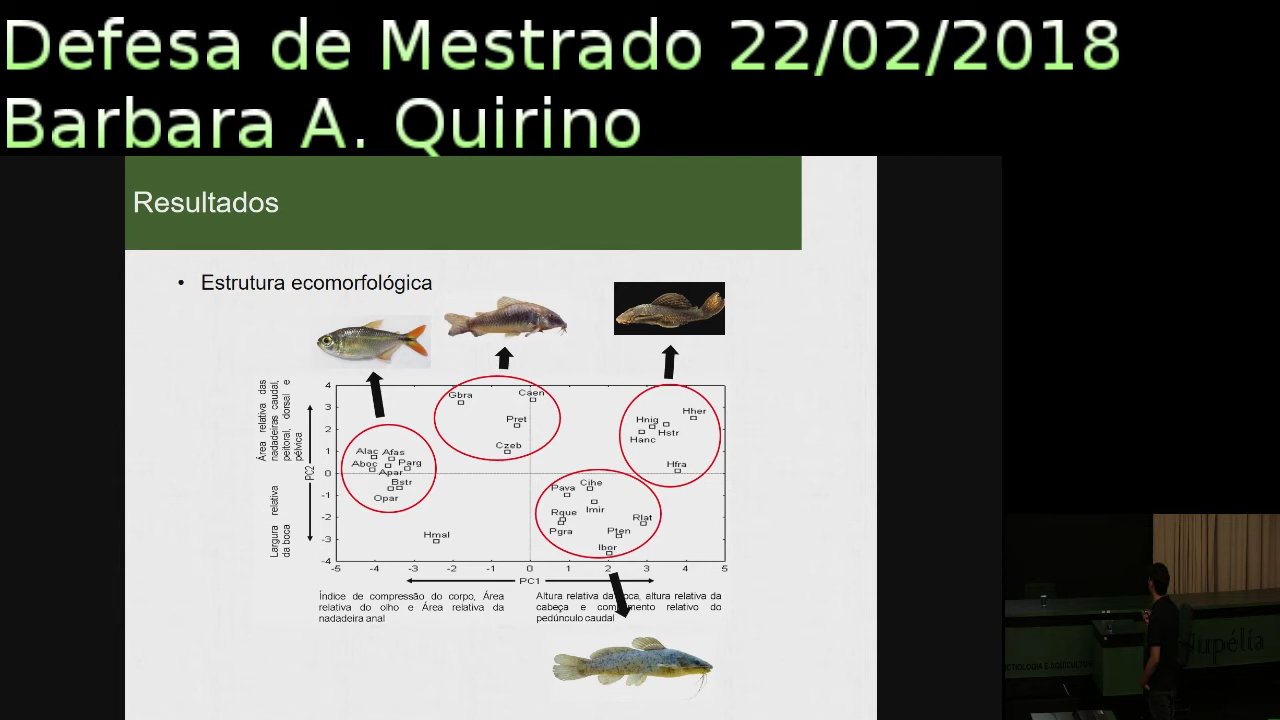 Defesa de Mestrado 22/02/2018
Barbara A. Quirino
Resultados
• Estrutura ecomorfológica
Área relativa das
nadadeiras caudal,
peitoral, dorsal e
pélvica
Largura relativa
da boca
PC2
4
3
2
1
0
-1
-2
-3
-4
Gbra
Caen
Pret
Czeb
Hher
Hnig
Hstr
Hanc
Hfra
Alac Afas
Aboc
Parg
Apar
Bstr
Opar
Pava
Cihe
Imir
Rque
Pgra
Rlat
Pten
Ibor
Hmal
-5 -4 -3 -2 -1 0 1 2 3 4 5
PC1
Índice de compressão do corpo, Área
relativa do olho e Área relativa da
nadadeira anal
Altura relativa da boca, altura relativa da
cabeça e comprimento relativo do
pedúnculo caudal
Nupélia